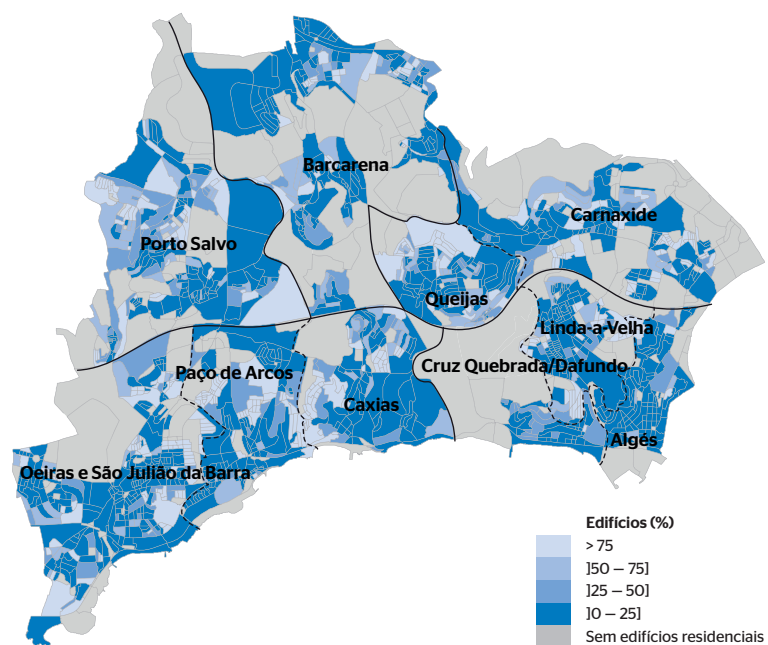 Barcarena
Carnaxide
Porto Salvo
Queijas
Linda-a-Velha
Cruz Quebrada/Dafundo
Paço de Arcos
Caxias
Algés
Oeiras e São Julião da Barra
Edifícios (%)
> 75
]50 – 75]
]25 – 50]
]0 – 25]
Sem edifícios residenciais